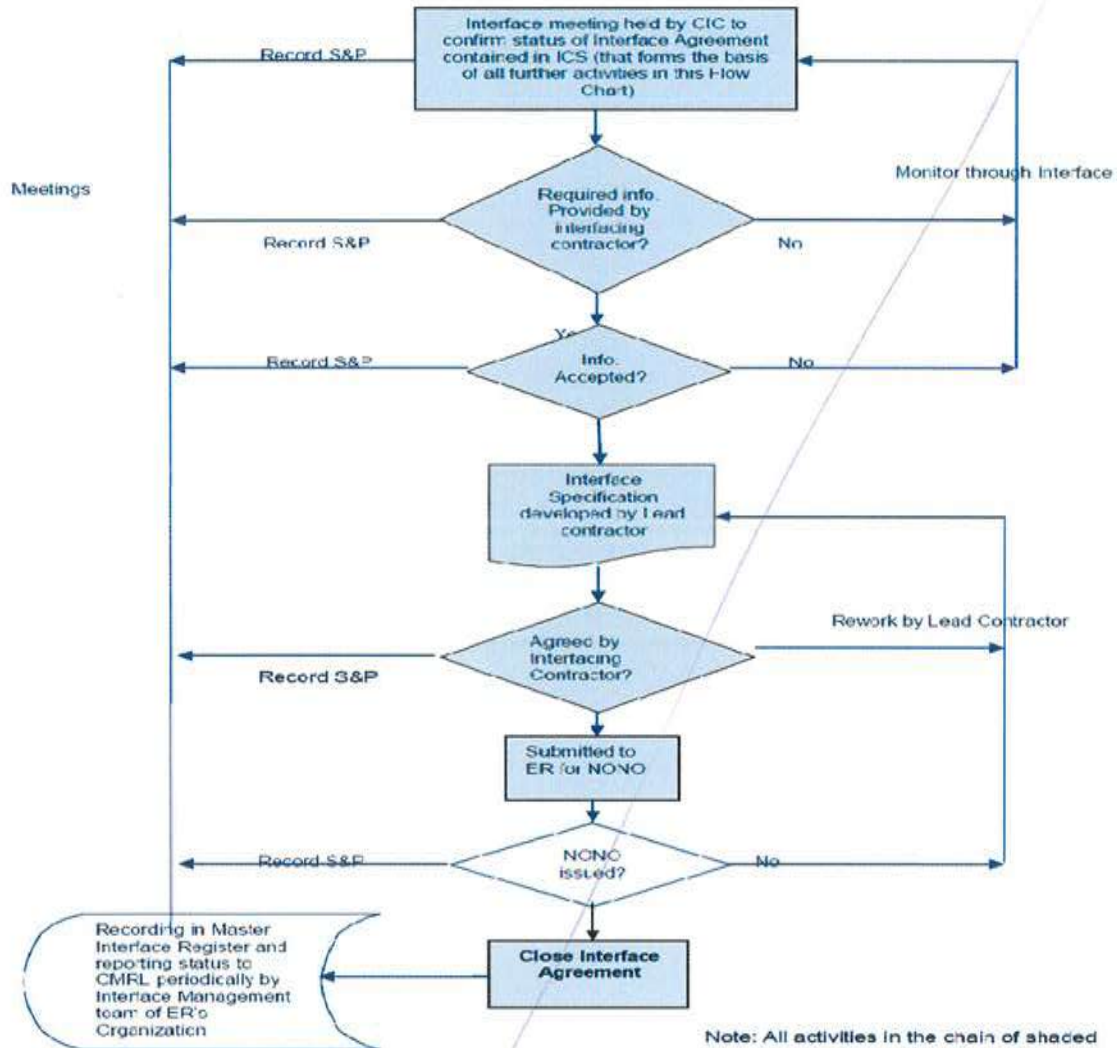 Interface meeting held by CIC to
confirm status of Interface Agreement
contained in ICS (that forms the basis
of all further activities in this Flow
Chart)
Record S&P
Meetings
Monitor through Interface
Required info.
Provided by
interfacing
contractor?
Record S&P
No
Record S&P
Info.
Accepted?
No
Interface
Specification
developed by Lead
contractor
Rework by Lead Contractor
Agreed by
Interfacing
Contractor?
Record S&P
Submitted to
ER for NONO
Record S&P
NONO
issued?
No
Recording in Master
Interface Register and
reporting status to
CMRL periodically by
Interface Management
team of ER's
Organization
Close Interface
Agreement
Note: All activities in the chain of shaded